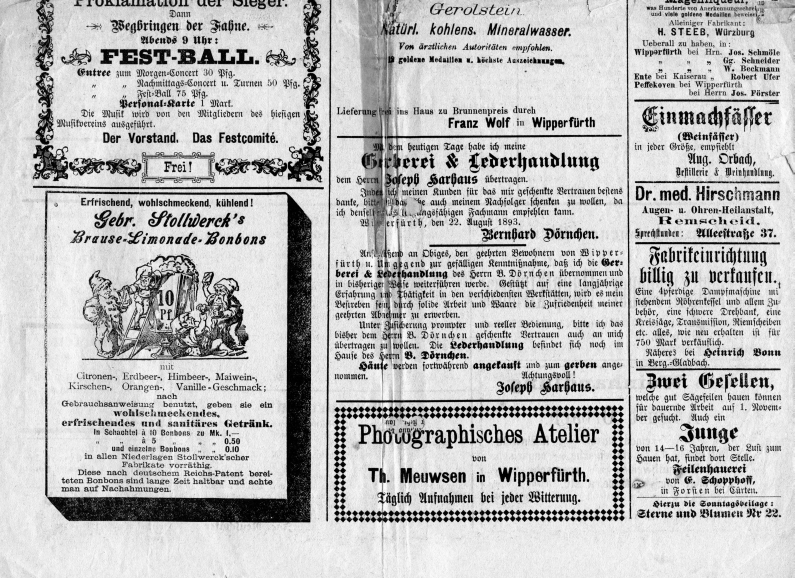 Proklamation der Sieger.
Dann
Wegbringen der Fahne.
Abends 9 Uhr:
FEST-BALL.
Entree zum Morgen-Concert 30 Pfg.
„ „ Nachmittags-Concert u. Turnen 50 Pfg.
„ „ Fest-Ball 75 Pfg.
Personal-Karte 1 Mark.
Die Musik wird von den Mitgliedern des hiesigen
Musikvereins ausgeführt.
Der Vorstand. Das Festcomité.
Frei!
Erfrischend, wohlschmeckend, kühlend!
Gebr. Stollwerck's
Brause-Limonade-Bonbons
10
Pf.
mit
Citronen-, Erdbeer-, Himbeer-, Maiwein-,
Kirschen-, Orangen-, Vanille-Geschmack;
nach
Gebrauchsanweisung benutzt, geben sie ein
wohlschmeckendes,
erfrischendes und sanitäres Getränk.
In Schachtel à 10 Bonbons zu Mk. 1,—
„ „ à 5 „ „ „ 0.50
und einzelne Bonbons „ „ 0.10
in allen Niederlagen Stollwerck'scher
Fabrikate vorräthig.
Diese nach deutschem Reichs-Patent berei-
teten Bonbons sind lange Zeit haltbar und achte
man auf Nachahmungen.
Gerolstein
Natürl. kohlens. Mineralwasser.
Von ärztlichen Autoritäten empfohlen.
goldene Medaillen u. höchste Auszeichnungen.
Lieferung frei ins Haus zu Brunnenpreis durch
Franz Wolf in Wipperfürth
Mit dem heutigen Tage habe ich meine
Gerberei & Lederhandlung
dem Herrn Joseph Harhaus übertragen.
Indem ich meinen Kunden für das mir geschenkte Vertrauen bestens
danke, bitte ich das auch meinem Nachfolger schenken zu wollen, da
ich denselben als langjährigen Fachmann empfehlen kann.
Wipperfürth, den 22. August 1893.
Bernhard Dörnchen.
Anschließend an Obiges, den geehrten Bewohnern von Wipper-
fürth u. Umgegend zur gefälligen Kenntnißnahme, daß ich die Ger-
berei & Lederhandlung des Herrn B. Dörnchen übernommen und
in bisheriger Weise weiterführen werde. Gestützt auf eine langjährige
Erfahrung und Thätigkeit in den verschiedensten Werkstätten, wird es mein
Bestreben sein, durch solide Arbeit und Waare die Zufriedenheit meiner
geehrten Abnehmer zu erwerben.
Unter Zusicherung prompter und reeller Bedienung, bitte ich das
bisher dem Herrn B. Dörnchen geschenkte Vertrauen auch an mich
übertragen zu wollen. Die Lederhandlung befindet sich noch im
Hause des Herrn B. Dörnchen.
Häute werden fortwährend angekauft und zum gerben ange-
nommen. Achtungsvoll!
Joseph Harhaus.
Photographisches Atelier
von
Th. Meuwsen in Wipperfürth.
Täglich Aufnahmen bei jeder Witterung.
Magenliqueur,
was Hunderte von Anerkennungsschreiben
und viele goldene Medaillen beweisen.
Alleiniger Fabrikant:
H. STEEB, Würzburg
Ueberall zu haben, in:
Wipperfürth bei Hrn. Jos. Schmöle
„ „ „ Gg. Schneider
„ „ „ W. Beckmann
Ente bei Kaiserau „ Robert Ufer
Peffekoven bei Wipperfürth
bei Herrn Jos. Förster
Einmachfässer
(Weinfässer)
in jeder Größe, empfiehlt
Aug. Orbach,
Destillerie & Weinhandlung.
Dr. med. Hirschmann
Augen- u. Ohren-Heilanstalt,
Remscheid.
Sprechstunden: Alleestraße 37.
Fabrikeinrichtung
billig zu verkaufen.
Eine 4pferdige Dampfmaschine mit
stehendem Röhrenkessel und allem Zu-
behör, eine schwere Drehbank, eine
Kreissäge, Transmission, Riemscheiben
etc. alles, wie neu erhalten ist für
750 Mark verkäuflich.
Näheres bei Heinrich Bonn
in Berg.-Gladbach.
Zwei Gesellen,
welche gut Sägefeilen hauen können
für dauernde Arbeit auf 1. Novem-
ber gesucht. Auch ein
Junge
von 14—16 Jahren, der Lust zum
Hauen hat, findet dort Stelle.
Feilenhauerei
von E. Schopphoff,
in Forsten bei Cürten.
Hierzu die Sonntagsbeilage:
Sterne und Blumen Nr 22.